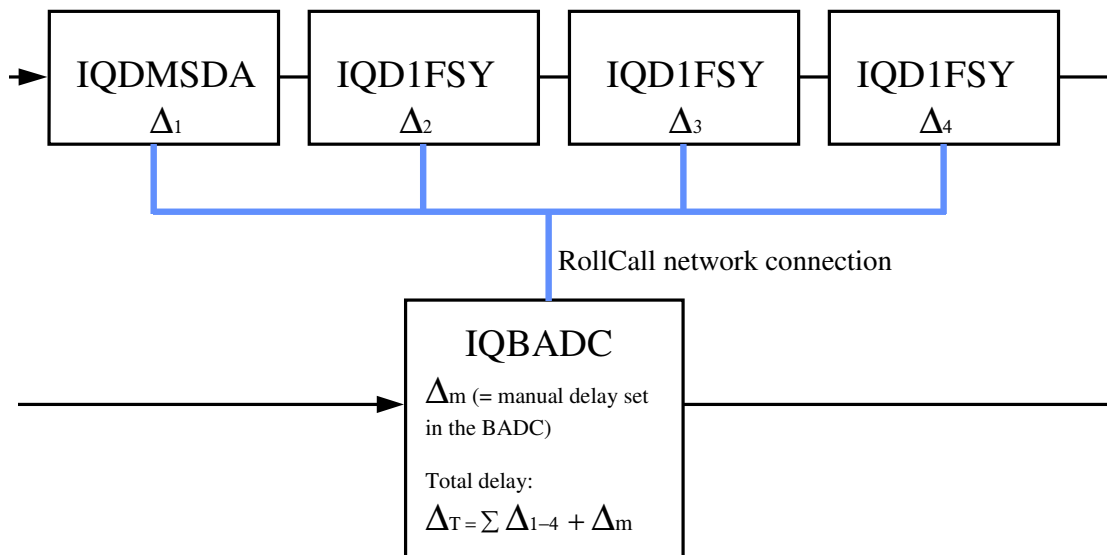 IQDMSDA
Δ1
IQD1FSY
Δ2
IQD1FSY
Δ3
IQD1FSY
Δ4
RollCall network connection
IQBADC
Δm (= manual delay set
in the BADC)
Total delay:
ΔT = ∑ Δ1–4 + Δm